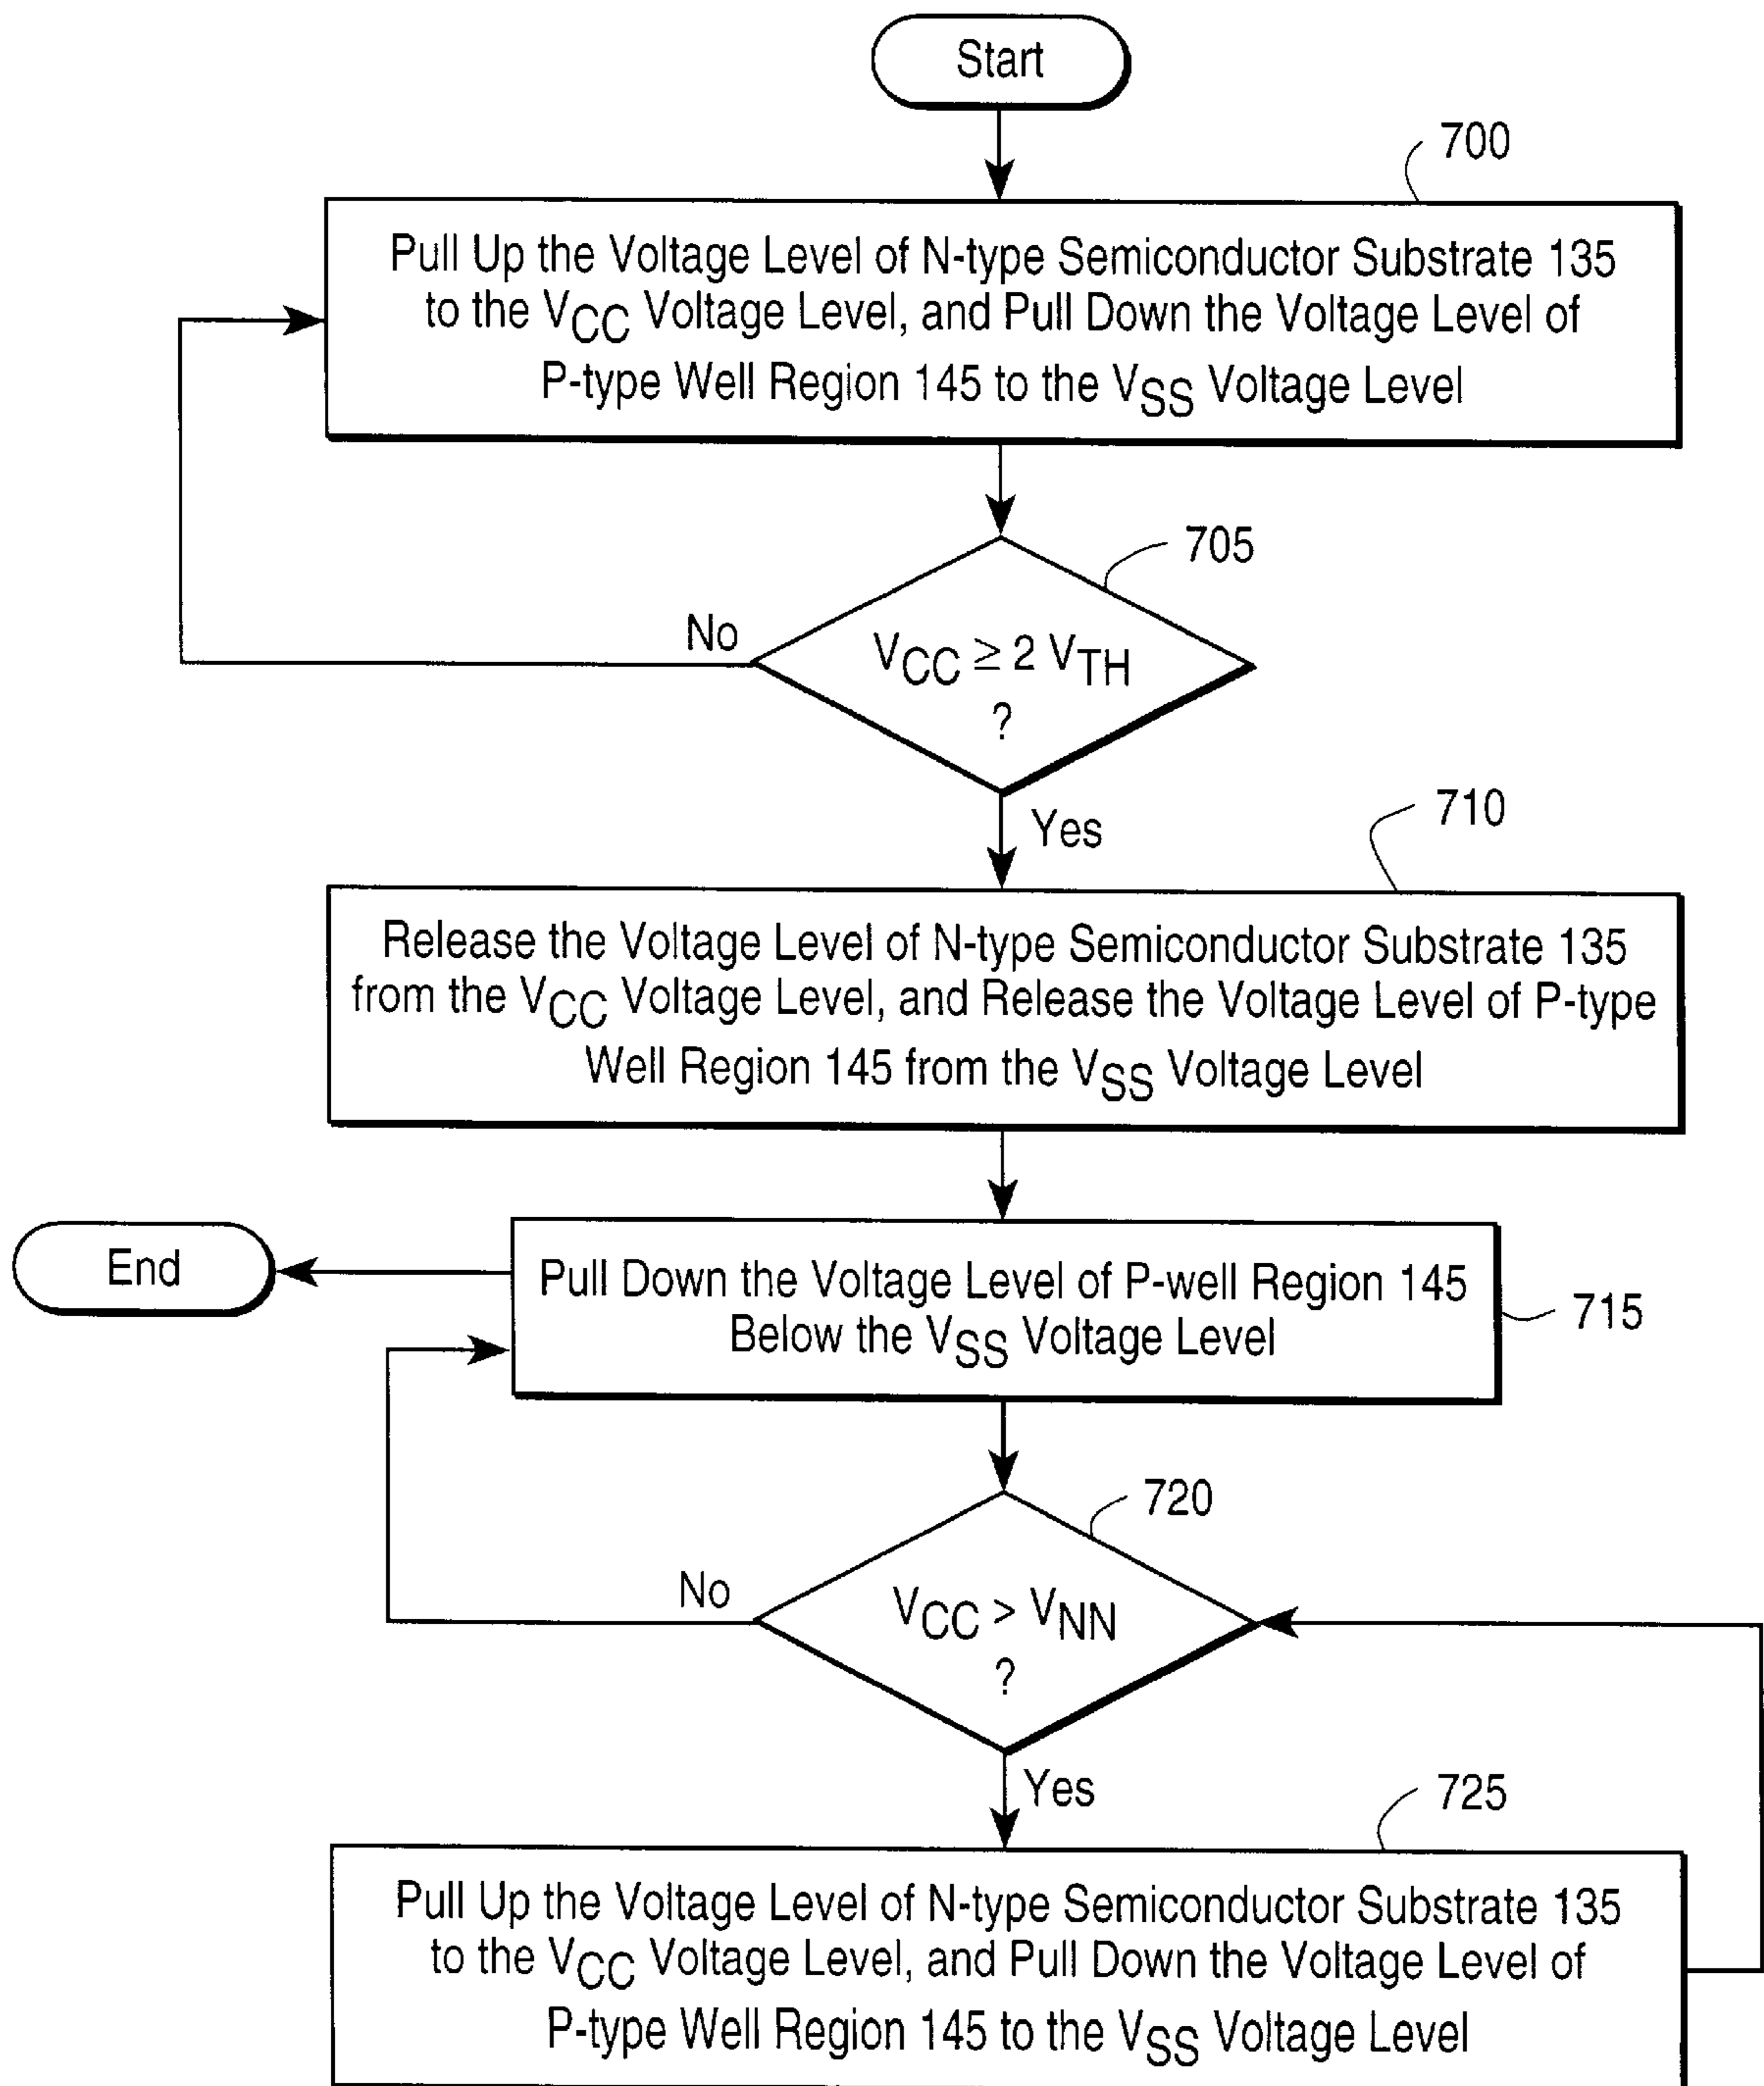 Start
700
Pull Up the Voltage Level of N-type Semiconductor Substrate 135
to the VCC Voltage Level, and Pull Down the Voltage Level of
P-type Well Region 145 to the VSS Voltage Level
705
No
VCC ≥ 2 VTH
?
Yes
710
Release the Voltage Level of N-type Semiconductor Substrate 135
from the VCC Voltage Level, and Release the Voltage Level of P-type
Well Region 145 from the VSS Voltage Level
End
Pull Down the Voltage Level of P-well Region 145
Below the VSS Voltage Level
715
720
No
VCC > VNN
?
Yes
725
Pull Up the Voltage Level of N-type Semiconductor Substrate 135
to the VCC Voltage Level, and Pull Down the Voltage Level of
P-type Well Region 145 to the VSS Voltage Level